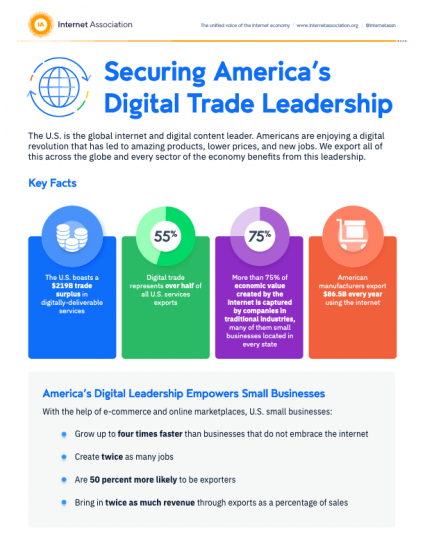 IA Internet Association
The unified voice of the internet economy | www.internetassociation.org | @internetassn
Securing America's
Digital Trade Leadership
The U.S. is the global internet and digital content leader. Americans are enjoying a digital
revolution that has led to amazing products, lower prices, and new jobs. We export all of
this across the globe and every sector of the economy benefits from this leadership.
Key Facts
The U.S. boasts a
$219B trade
surplus in
digitally-deliverable
services
55%
Digital trade
represents over half of
all U.S. services
exports
75%
More than 75% of
economic value
created by the
internet is captured
by companies in
traditional industries,
many of them small
businesses located in
every state
American
manufacturers export
$86.5B every year
using the internet
America's Digital Leadership Empowers Small Businesses
With the help of e-commerce and online marketplaces, U.S. small businesses:
Grow up to four times faster than businesses that do not embrace the internet
Create twice as many jobs
Are 50 percent more likely to be exporters
Bring in twice as much revenue through exports as a percentage of sales